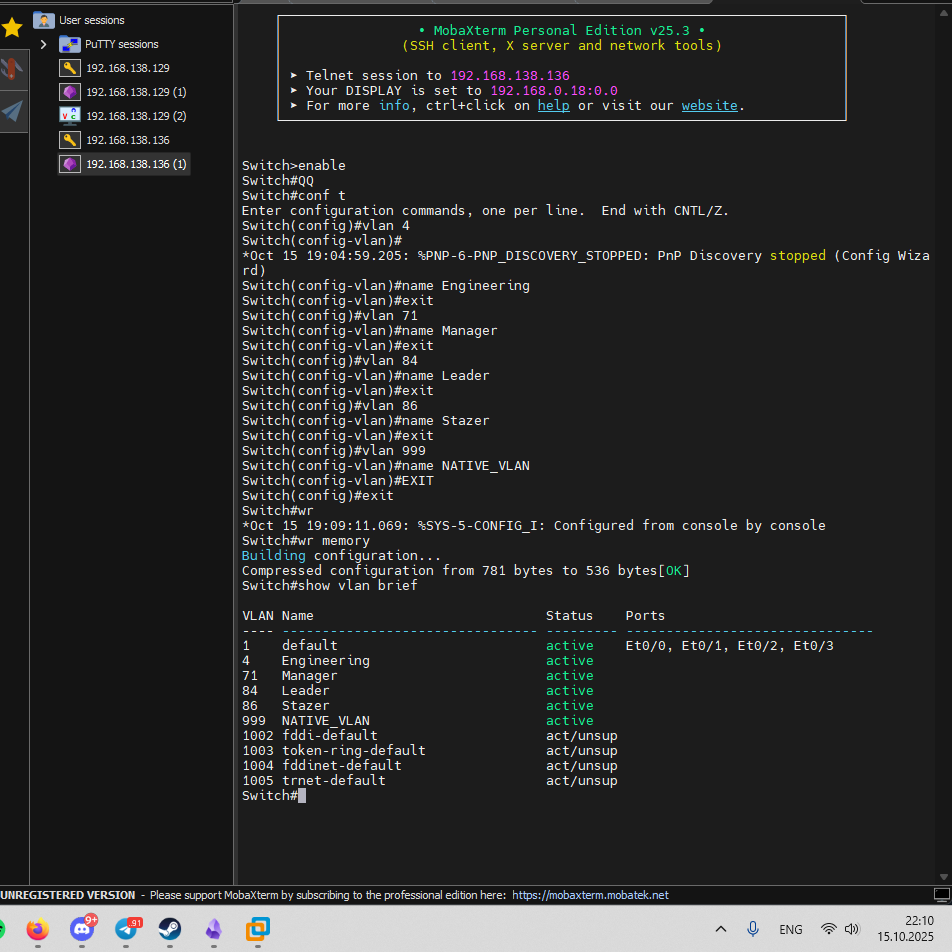 User sessions
PuTTY sessions
192.168.138.129
192.168.138.129 (1)
192.168.138.129 (2)
192.168.138.136
192.168.138.136 (1)
• MobaXterm Personal Edition v25.3 •
(SSH client, X server and network tools)
➤ Telnet session to 192.168.138.136
➤ Your DISPLAY is set to 192.168.0.18:0.0
➤ For more info, ctrl+click on help or visit our website.
Switch>enable
Switch#QQ
Switch#conf t
Enter configuration commands, one per line.  End with CNTL/Z.
Switch(config)#vlan 4
Switch(config-vlan)#
*Oct 15 19:04:59.205: %PNP-6-PNP_DISCOVERY_STOPPED: PnP Discovery stopped (Config Wiza
rd)
Switch(config-vlan)#name Engineering
Switch(config-vlan)#exit
Switch(config)#vlan 71
Switch(config-vlan)#name Manager
Switch(config-vlan)#exit
Switch(config)#vlan 84
Switch(config-vlan)#name Leader
Switch(config-vlan)#exit
Switch(config)#vlan 86
Switch(config-vlan)#name Stazer
Switch(config-vlan)#exit
Switch(config)#vlan 999
Switch(config-vlan)#name NATIVE_VLAN
Switch(config-vlan)#EXIT
Switch(config)#exit
Switch#wr
*Oct 15 19:09:11.069: %SYS-5-CONFIG_I: Configured from console by console
Switch#wr memory
Building configuration...
Compressed configuration from 781 bytes to 536 bytes[OK]
Switch#show vlan brief
VLAN Name                             Status    Ports
---- -------------------------------- --------- -------------------------------
1    default                          active    Et0/0, Et0/1, Et0/2, Et0/3
4    Engineering                      active
71   Manager                          active
84   Leader                           active
86   Stazer                           active
999  NATIVE_VLAN                      active
1002 fddi-default                     act/unsup
1003 token-ring-default               act/unsup
1004 fddinet-default                  act/unsup
1005 trnet-default                    act/unsup
Switch#
UNREGISTERED VERSION - Please support MobaXterm by subscribing to the professional edition here: https://mobaxterm.mobatek.net
9+
91
ENG
22:10
15.10.2025